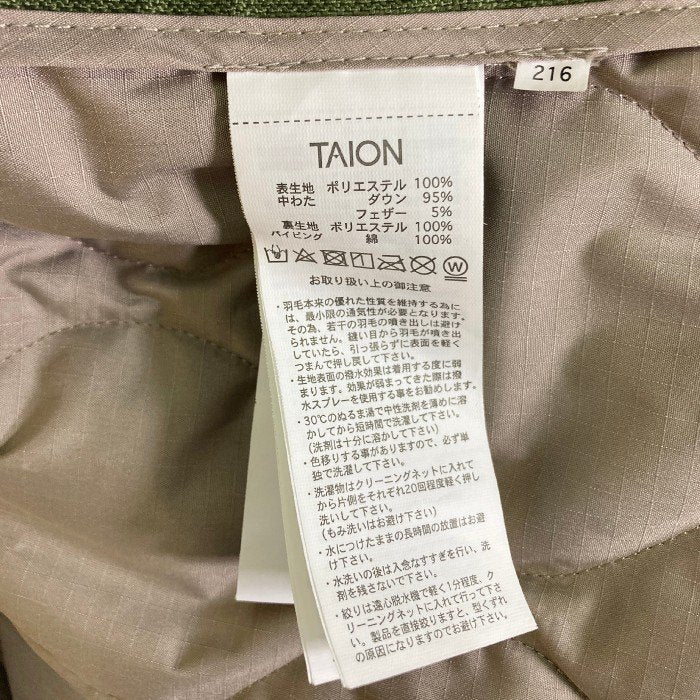 216
TAION
表生地 ポリエステル 100%
中わた ダウン 95%
フェザー 5%
裏生地 ポリエステル 100%
パイピング 綿 100%
W
お取り扱い上の御注意
・羽毛本来の優れた性質を維持する為に
は、最小限の通気性が必要となります。
その為、若干の羽毛の噴き出しは避け
られません。縫い目から羽毛が噴き出
していたら、引っ張らずに表面を軽く
つまんで押し戻して下さい。
・生地表面の撥水効果は着用する度に弱
まります。効果が弱まってきた際は撥
水スプレーを使用する事をお勧めします。
・30℃のぬるま湯で中性洗剤を薄めに溶
かしてから短時間で洗濯して下さい。
(洗剤は十分に溶かして下さい)
・色移りする事がありますので、必ず単
独で洗濯して下さい。
・洗濯物はクリーニングネットに入れて
から片側をそれぞれ20回程度軽く押し
洗いして下さい。
(もみ洗いはお避け下さい)
・水につけたままの長時間の放置はお避
け下さい。
・水洗いの後は入念なすすぎを行い、洗
剤を残さないで下さい。
・絞りは遠心脱水機で軽く1分程度、ク
リーニングネットに入れて行って下さ
い。製品を直接絞りますと、型くずれ
の原因になりますのでお避け下さい。